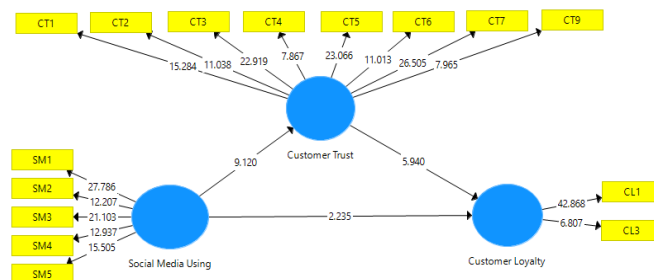 CT1 CT2 CT3 CT4 CT5 CT6 CT7 CT9
15.284 11.038 22.919 7.867 23.066 11.013 26.505 7.965
Customer Trust
9.120 5.940
SM1
SM2
SM3
SM4
SM5
27.786
12.207
21.103
12.937
15.505
Social Media Using
2.235
CL1
CL3
42.868
6.807
Customer Loyalty